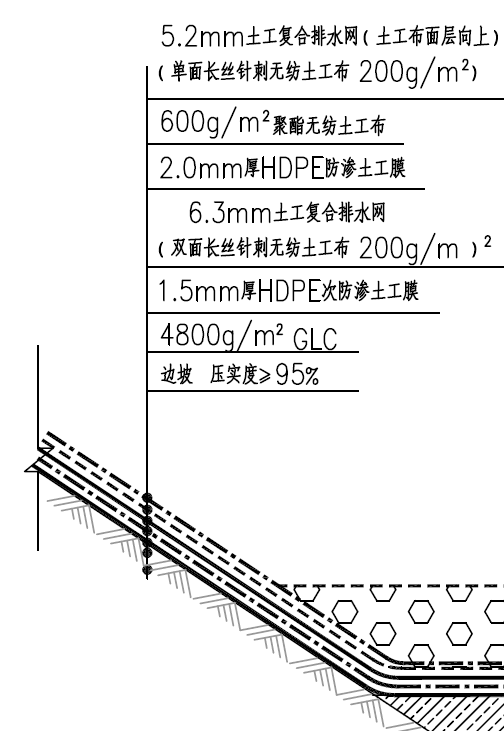 5.2mm土工复合排水网(土工布面层向上)
(单面长丝针刺无纺土工布 200g/m²)
600g/m²聚酯无纺土工布
2.0mm厚HDPE防渗土工膜
6.3mm土工复合排水网
(双面长丝针刺无纺土工布 200g/m )²
1.5mm厚HDPE次防渗土工膜
4800g/m² GLC
边坡 压实度≥95%